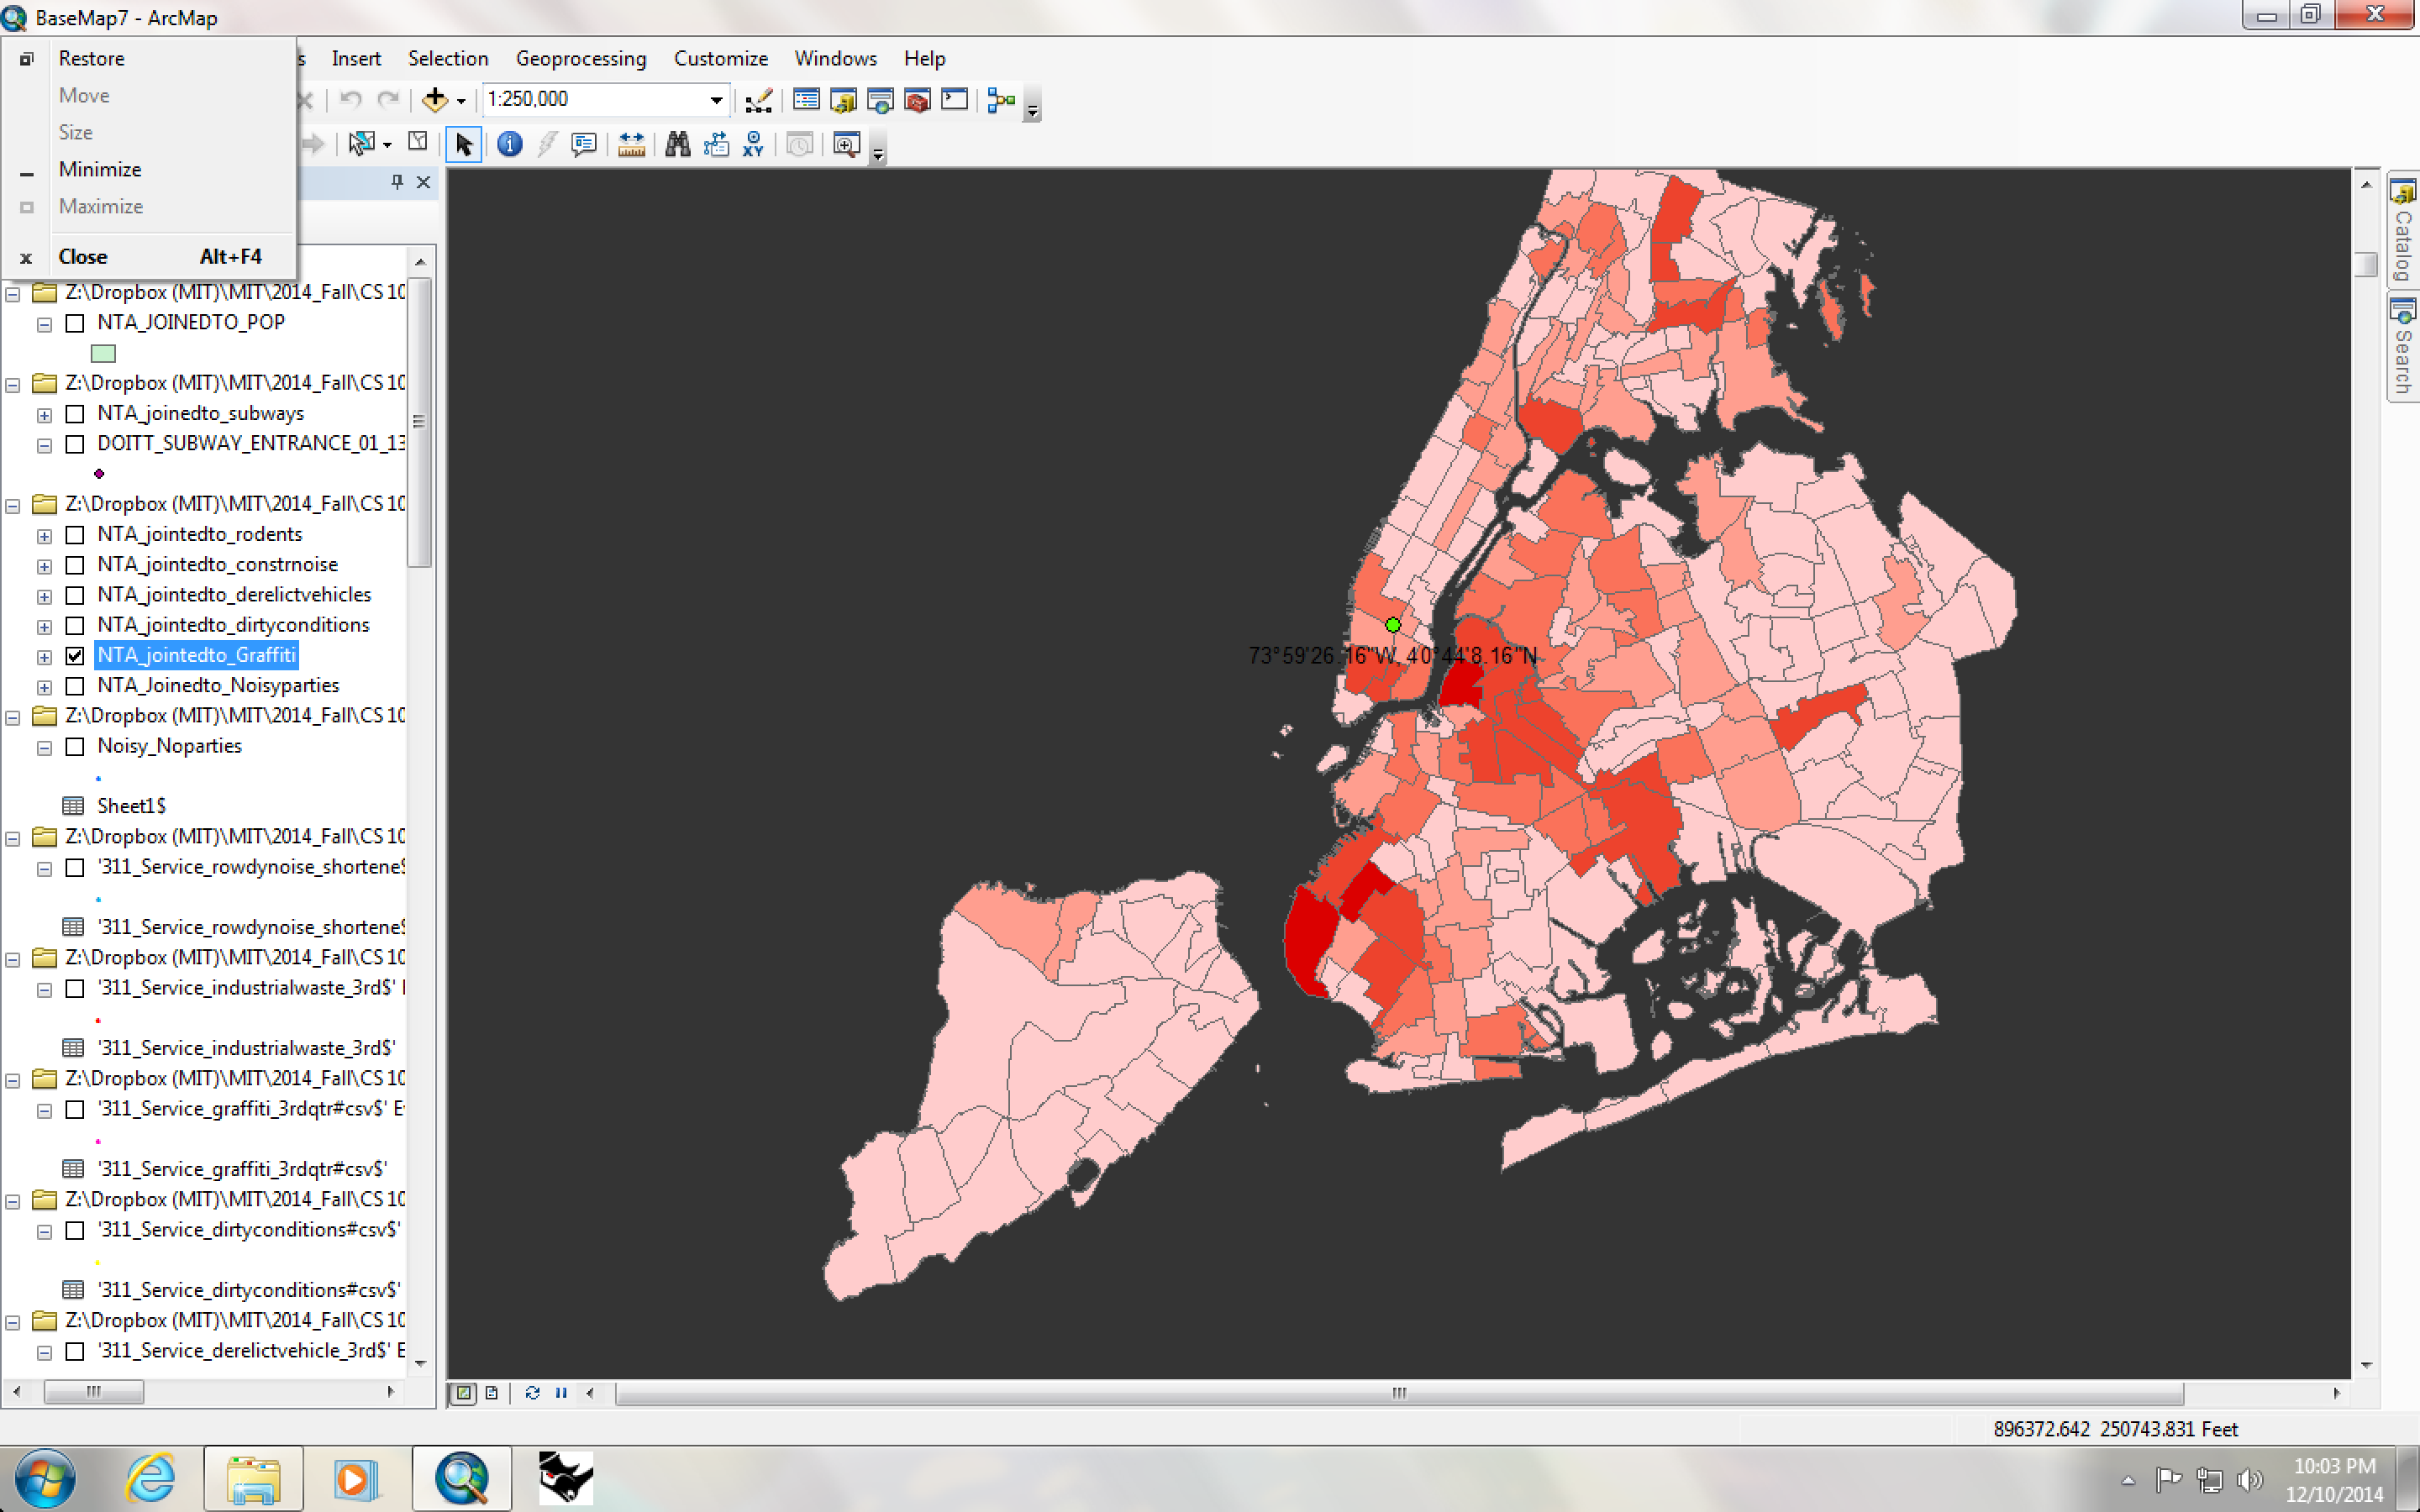 BaseMap7 - ArcMap
Restore
Move
Size
Minimize
Maximize
Close Alt+F4
s Insert Selection Geoprocessing Customize Windows Help
1:250,000
XY
Z:\Dropbox (MIT)\MIT\2014_Fall\CS 10
NTA_JOINEDTO_POP
Z:\Dropbox (MIT)\MIT\2014_Fall\CS 10
NTA_joinedto_subways
DOITT_SUBWAY_ENTRANCE_01_13
Z:\Dropbox (MIT)\MIT\2014_Fall\CS 10
NTA_jointedto_rodents
NTA_jointedto_constrnoise
NTA_jointedto_derelictvehicles
NTA_jointedto_dirtyconditions
NTA_jointedto_Graffiti
NTA_Joinedto_Noisyparties
Z:\Dropbox (MIT)\MIT\2014_Fall\CS 10
Noisy_Noparties
Sheet1$
Z:\Dropbox (MIT)\MIT\2014_Fall\CS 10
'311_Service_rowdynoise_shortene$
'311_Service_rowdynoise_shortene$
Z:\Dropbox (MIT)\MIT\2014_Fall\CS 10
'311_Service_industrialwaste_3rd$' I
'311_Service_industrialwaste_3rd$'
Z:\Dropbox (MIT)\MIT\2014_Fall\CS 10
'311_Service_graffiti_3rdqtr#csv$' E
'311_Service_graffiti_3rdqtr#csv$'
Z:\Dropbox (MIT)\MIT\2014_Fall\CS 10
'311_Service_dirtyconditions#csv$'
'311_Service_dirtyconditions#csv$'
Z:\Dropbox (MIT)\MIT\2014_Fall\CS 10
'311_Service_derelictvehicle_3rd$' E
73°59'26.16"W, 40°44'8.16"N
Catalog
Search
896372.642 250743.831 Feet
10:03 PM
12/10/2014